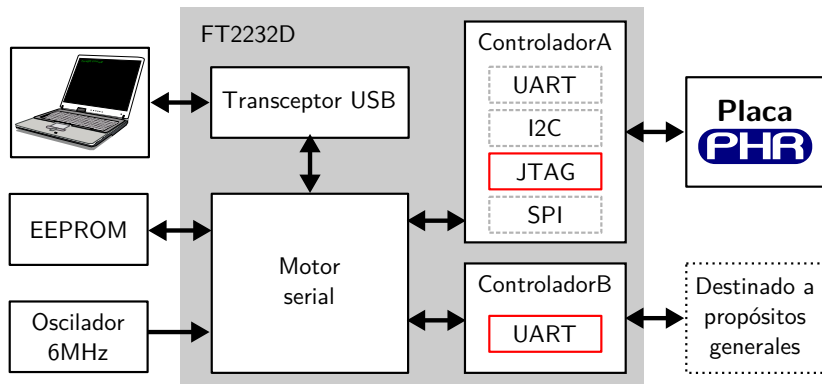 FT2232D
Transceptor USB
EEPROM
Oscilador
6MHz
Motor
serial
ControladorA
UART
I2C
JTAG
SPI
ControladorB
UART
Placa
PHR
Destinado a
propósitos
generales